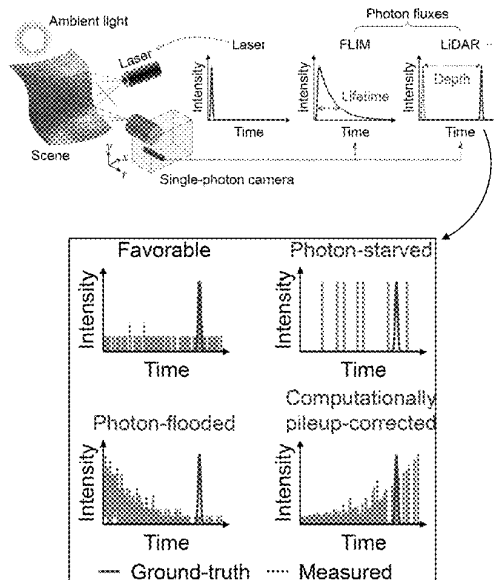 Ambient light
Photon fluxes
Laser
Laser
FLIM
LiDAR
Intensity
Time
Intensity
Lifetime
Time
Intensity
Depth
Time
Scene
y
x
Single-photon camera
Favorable
Intensity
Time
Photon-starved
Intensity
Time
Photon-flooded
Intensity
Time
Computationally
pileup-corrected
Intensity
Time
Ground-truth
Measured